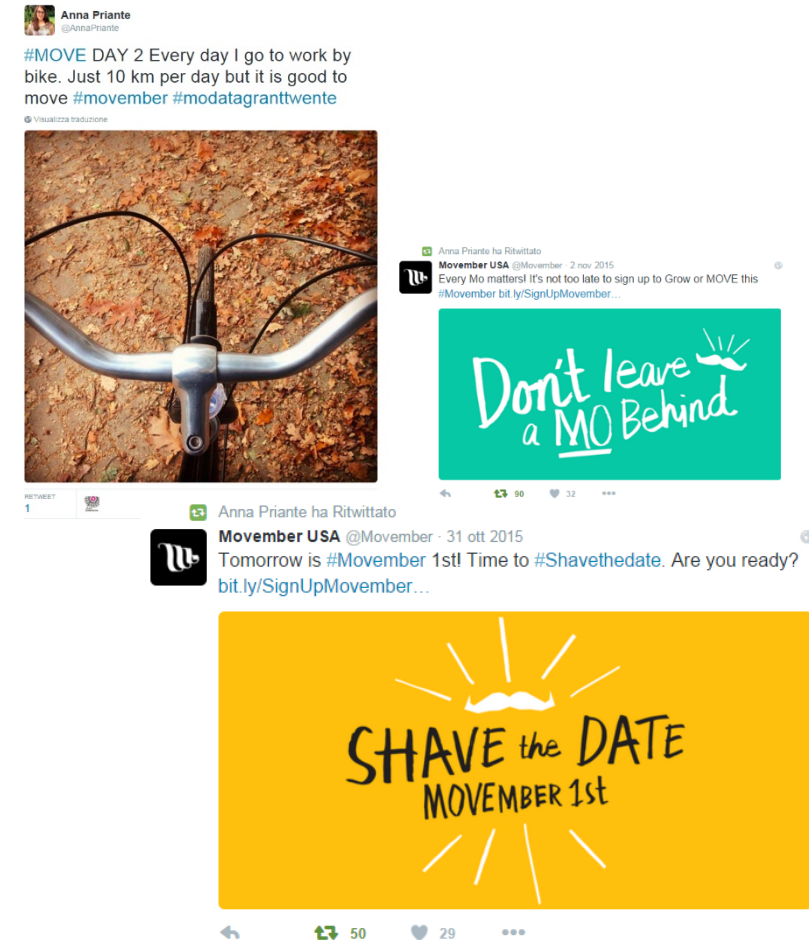 Anna Priante
@AnnaPriante
#MOVE DAY 2 Every day I go to work by
bike. Just 10 km per day but it is good to
move #movember #modatagranttwente
Visualizza traduzione
RETWEET
1
Anna Priante ha Ritwittato
Movember USA @Movember · 2 nov 2015
Every Mo matters! It's not too late to sign up to Grow or MOVE this
#Movember bit.ly/SignUpMovember…
Don't leave
a MO Behind
90 32
Anna Priante ha Ritwittato
Movember USA @Movember · 31 ott 2015
Tomorrow is #Movember 1st! Time to #Shavethedate. Are you ready?
bit.ly/SignUpMovember…
SHAVE the DATE
MOVEMBER 1st
50 29